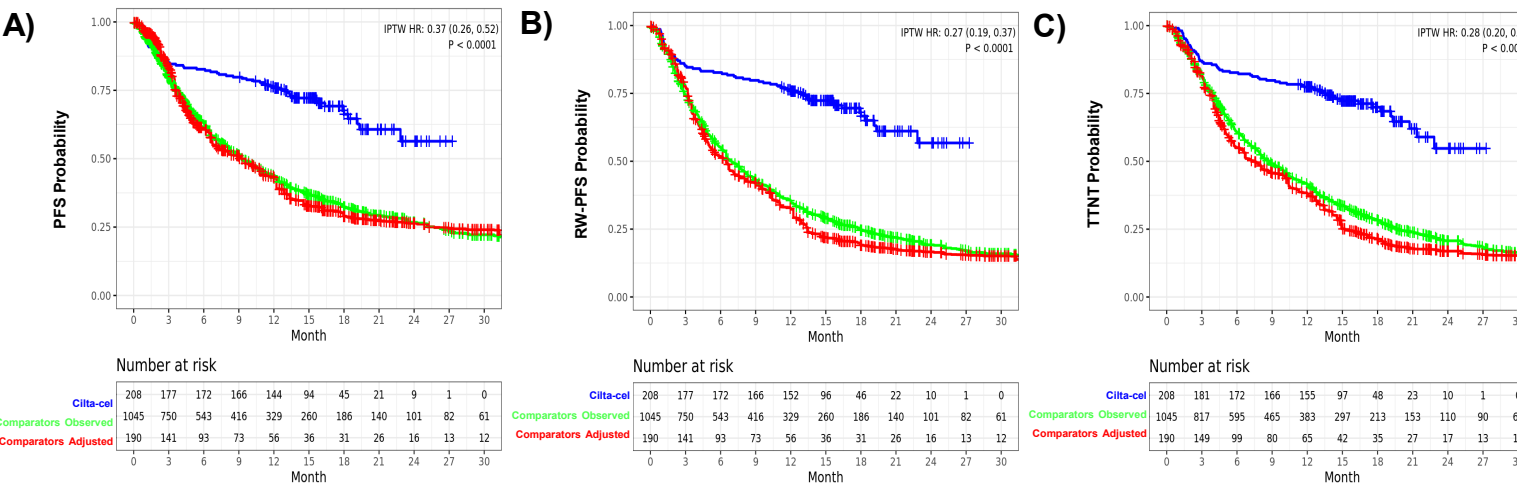 A)
PFS Probability
1.00
0.75
0.50
0.25
0.00
IPTW HR: 0.37 (0.26, 0.52)
P < 0.0001
0 3 6 9 12 15 18 21 24 27 30
Month
Number at risk
Cilta-cel 208 177 172 166 144 94 45 21 9 1 0
Comparators Observed 1045 750 543 416 329 260 186 140 101 82 61
Comparators Adjusted 190 141 93 73 56 36 31 26 16 13 12
0 3 6 9 12 15 18 21 24 27 30
Month
B)
RW-PFS Probability
1.00
0.75
0.50
0.25
0.00
IPTW HR: 0.27 (0.19, 0.37)
P < 0.0001
0 3 6 9 12 15 18 21 24 27 30
Month
Number at risk
Cilta-cel 208 177 172 166 152 96 46 22 10 1 0
Comparators Observed 1045 750 543 416 329 260 186 140 101 82 61
Comparators Adjusted 190 141 93 73 56 36 31 26 16 13 12
0 3 6 9 12 15 18 21 24 27 30
Month
C)
TTNT Probability
1.00
0.75
0.50
0.25
0.00
IPTW HR: 0.28 (0.20, 0.
P < 0.00
0 3 6 9 12 15 18 21 24 27
Month
Number at risk
Cilta-cel 208 181 172 166 155 97 48 23 10 1
Comparators Observed 1045 817 595 465 383 297 213 153 110 90
Comparators Adjusted 190 149 99 80 65 42 35 27 17 13
0 3 6 9 12 15 18 21 24 27
Month